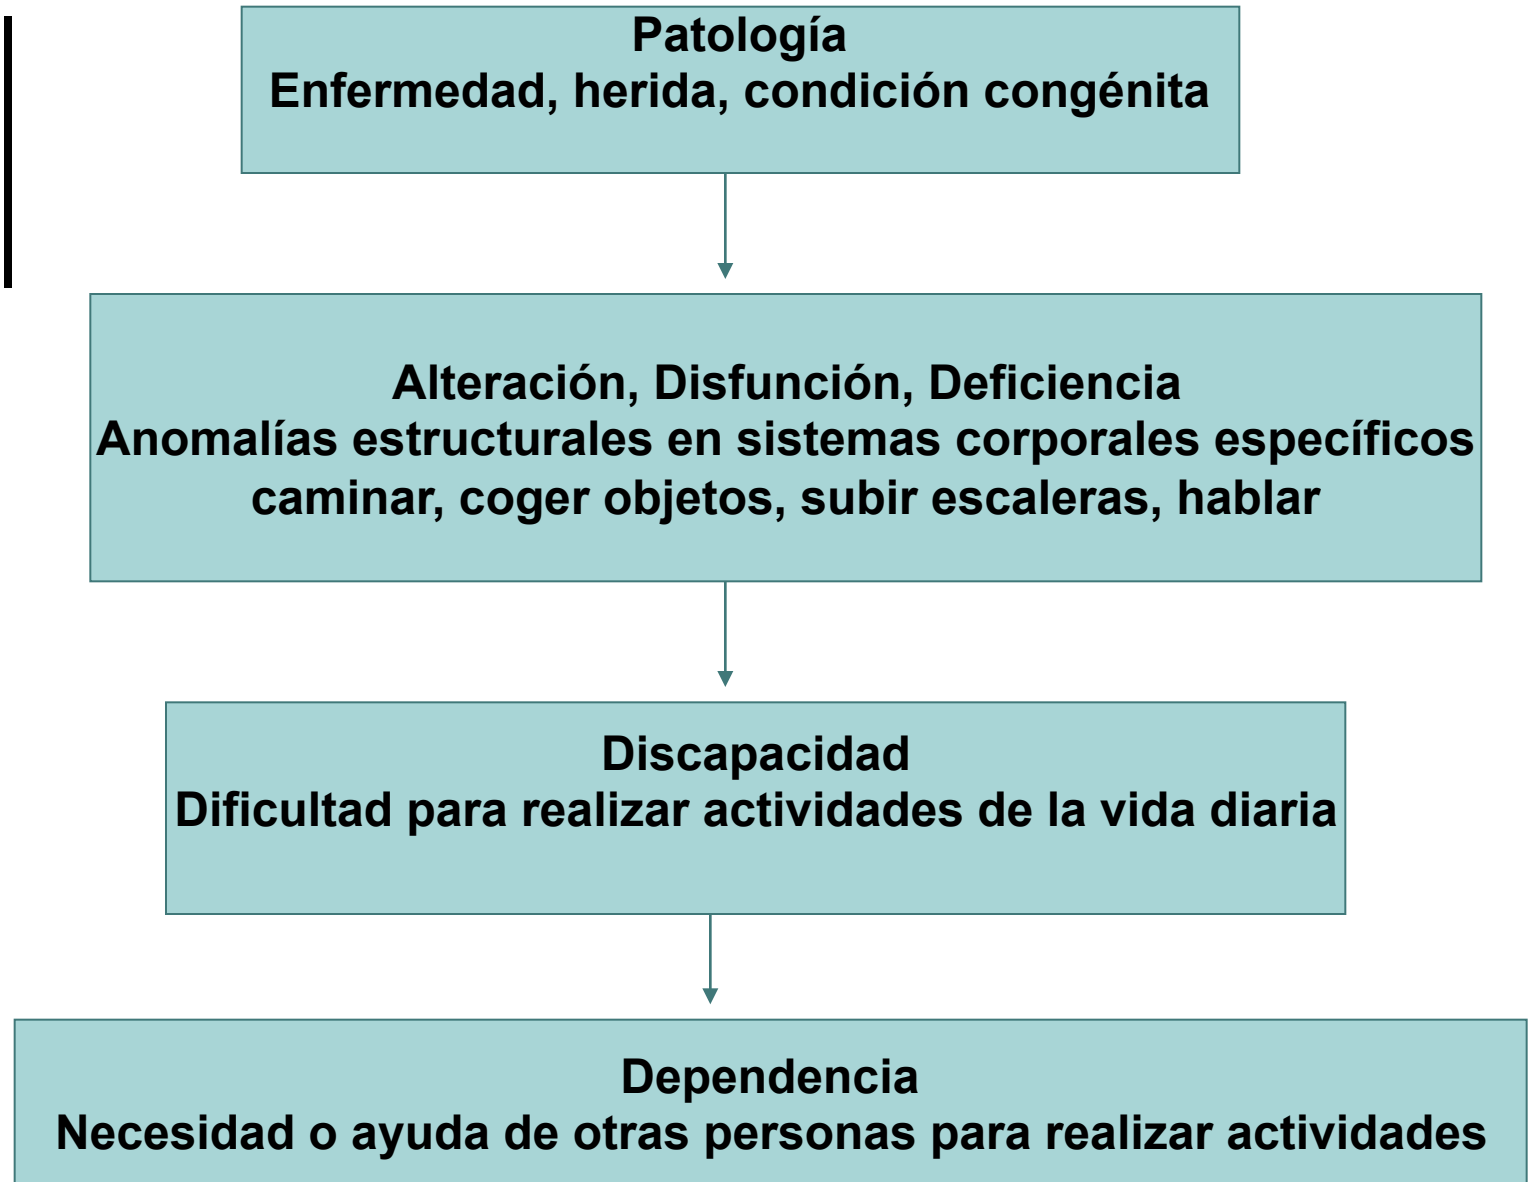 Patología
Enfermedad, herida, condición congénita
Alteración, Disfunción, Deficiencia
Anomalías estructurales en sistemas corporales específicos
caminar, coger objetos, subir escaleras, hablar
Discapacidad
Dificultad para realizar actividades de la vida diaria
Dependencia
Necesidad o ayuda de otras personas para realizar actividades